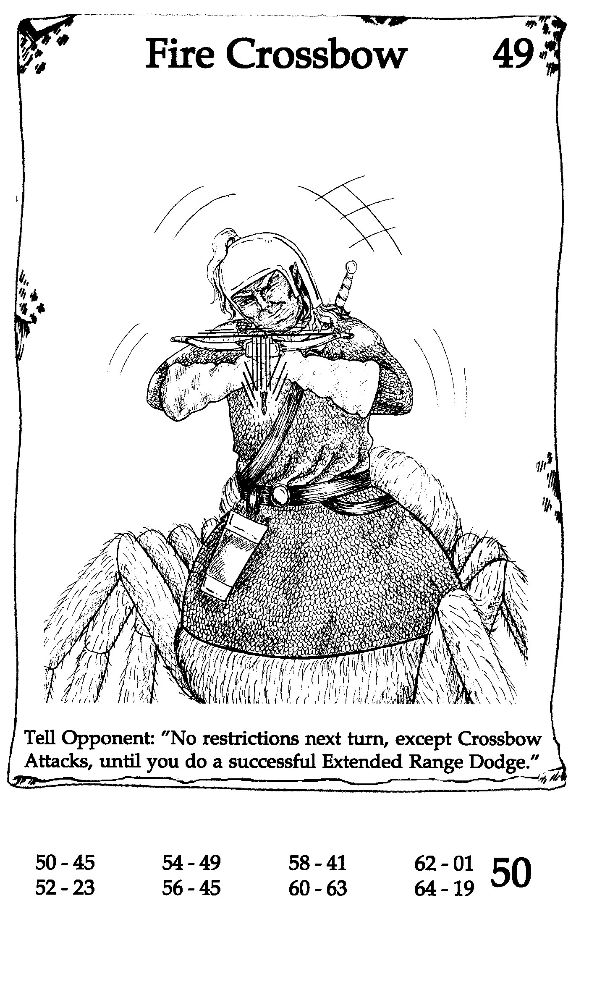 Fire Crossbow 49
Tell Opponent: "No restrictions next turn, except Crossbow
Attacks, until you do a successful Extended Range Dodge."
50 - 45 54 - 49 58 - 41 62 - 01 50
52 - 23 56 - 45 60 - 63 64 - 19